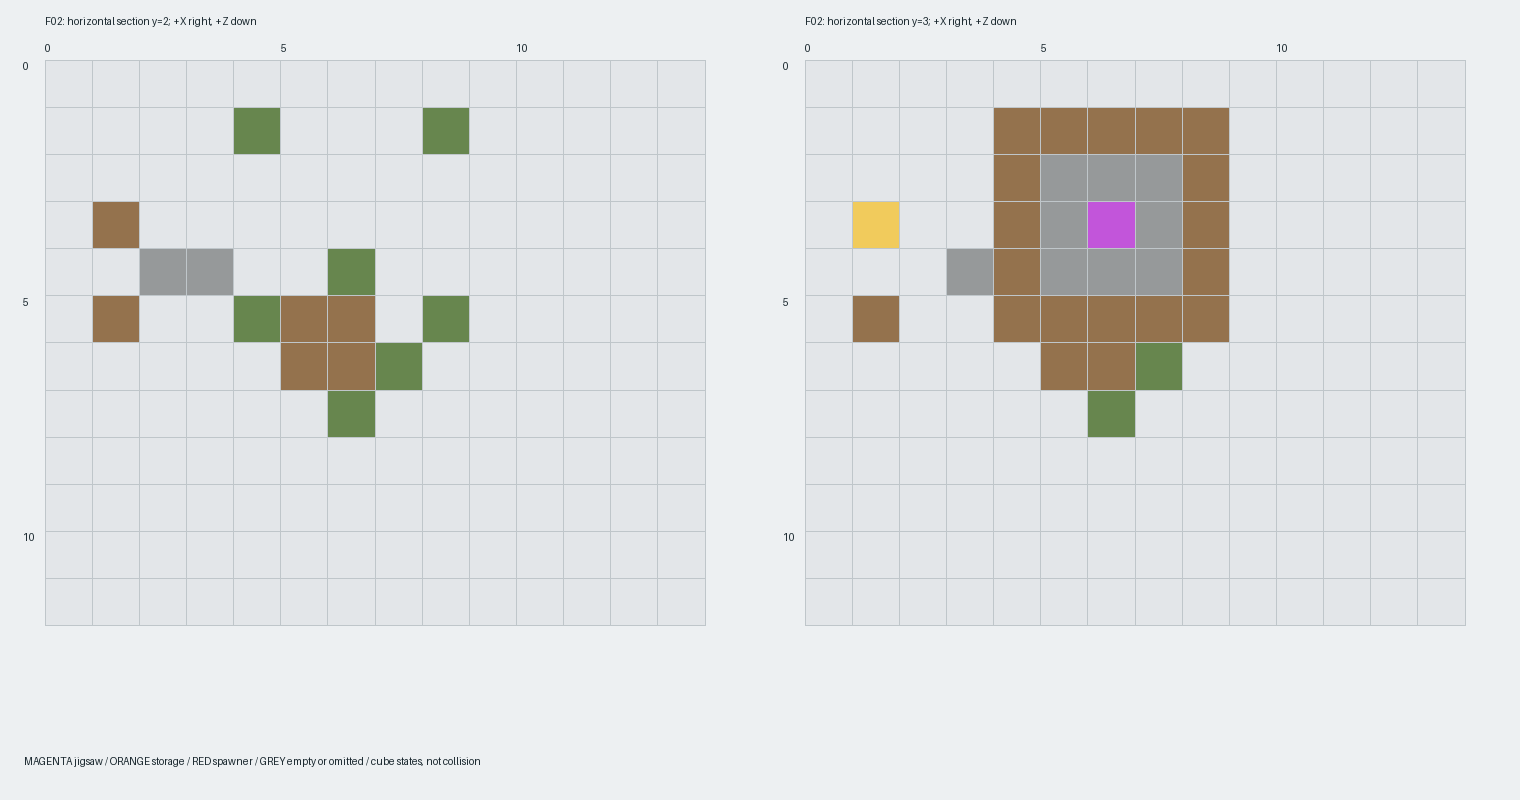 F02: horizontal section y=2; +X right, +Z down
F02: horizontal section y=3; +X right, +Z down
0 5 10
0 5 10
0
0
5
5
10
10
MAGENTA jigsaw / ORANGE storage / RED spawner / GREY empty or omitted / cube states, not collision